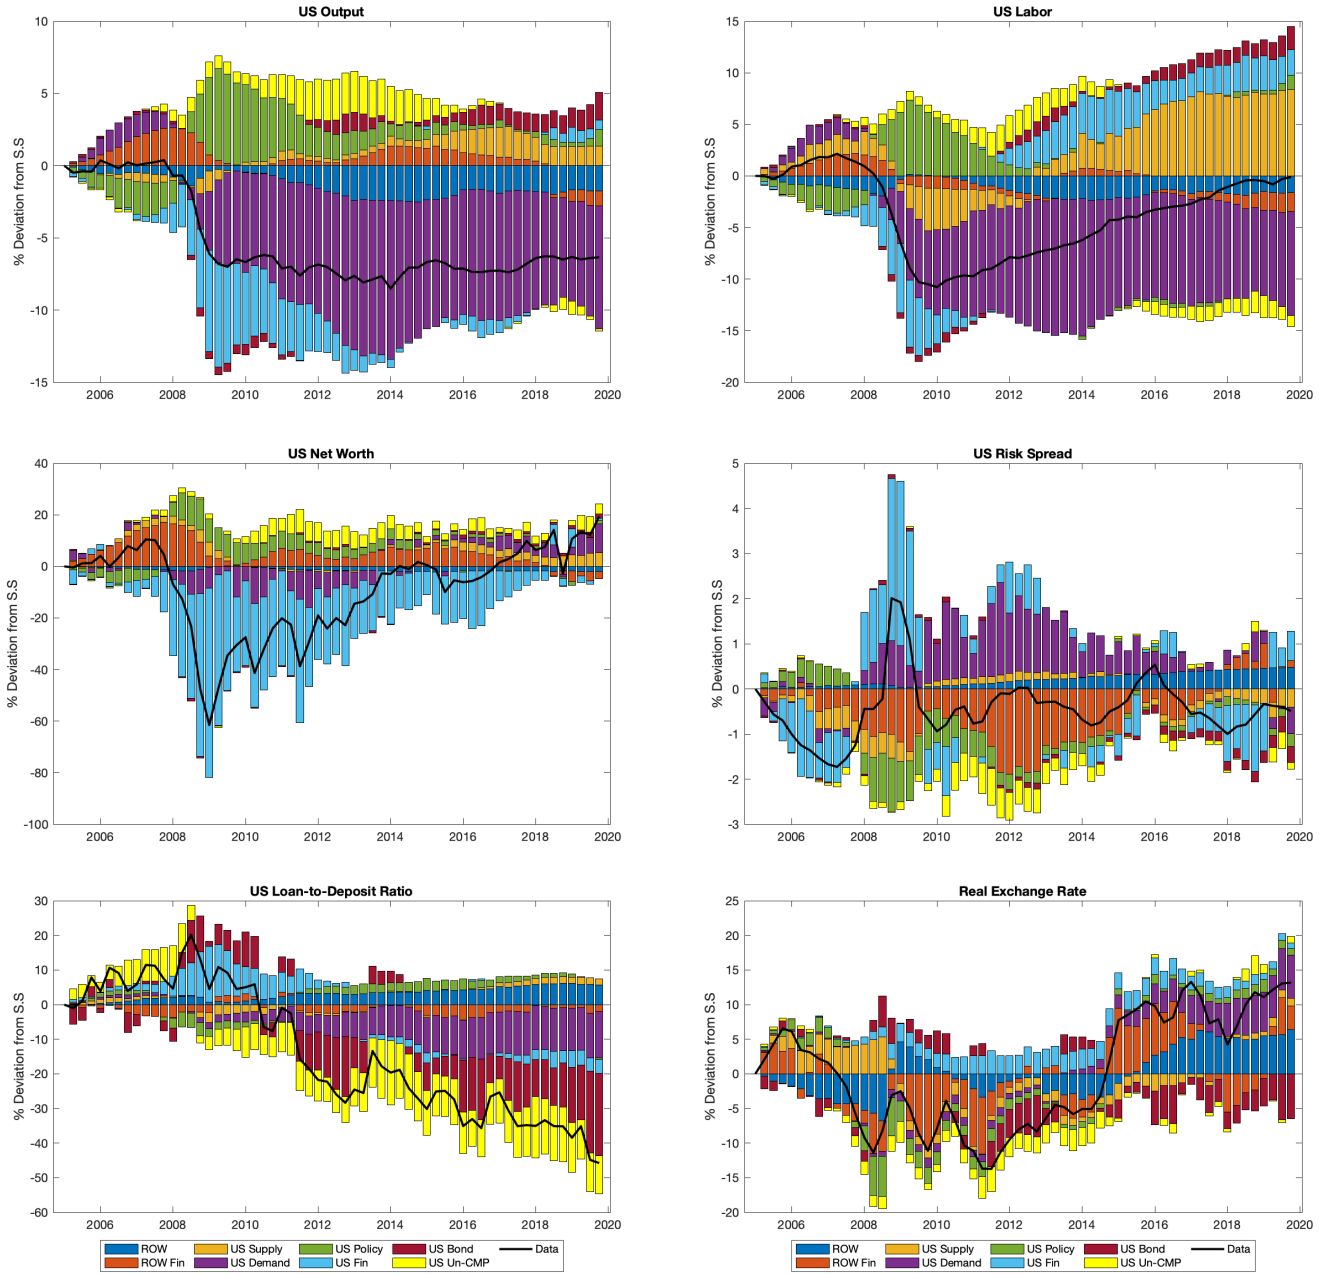 US Output
% Deviation from S.S
10
5
0
-5
-10
-15
2006 2008 2010 2012 2014 2016 2018 2020
US Labor
% Deviation from S.S
15
10
5
0
-5
-10
-15
-20
2006 2008 2010 2012 2014 2016 2018 2020
US Net Worth
% Deviation from S.S
40
20
0
-20
-40
-60
-80
-100
2006 2008 2010 2012 2014 2016 2018 2020
US Risk Spread
% Deviation from S.S
5
4
3
2
1
0
-1
-2
-3
2006 2008 2010 2012 2014 2016 2018 2020
US Loan-to-Deposit Ratio
% Deviation from S.S
30
20
10
0
-10
-20
-30
-40
-50
-60
2006 2008 2010 2012 2014 2016 2018 2020
Real Exchange Rate
% Deviation from S.S
25
20
15
10
5
0
-5
-10
-15
-20
2006 2008 2010 2012 2014 2016 2018 2020
ROW US Supply US Policy US Bond Data
ROW Fin US Demand US Fin US Un-CMP
ROW US Supply US Policy US Bond Data
ROW Fin US Demand US Fin US Un-CMP